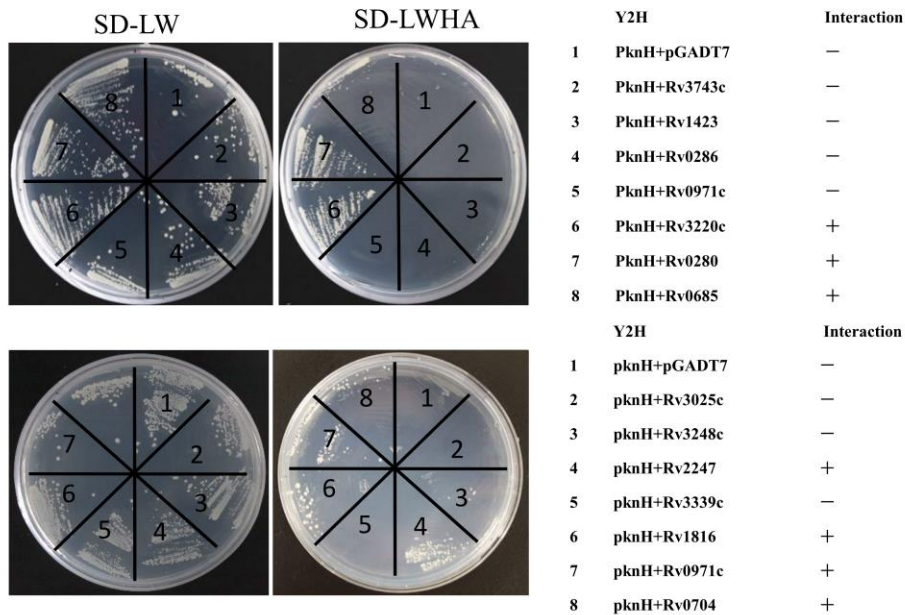 SD-LW SD-LWHA
8 1
7 2
6 3
5 4
8 1
7 2
6 3
5 4
Y2H Interaction
1 PknH+pGADT7 −
2 PknH+Rv3743c −
3 PknH+Rv1423 −
4 PknH+Rv0286 −
5 PknH+Rv0971c −
6 PknH+Rv3220c +
7 PknH+Rv0280 +
8 PknH+Rv0685 +
1
7 2
6 3
5 4
8 1
7 2
6 3
5 4
Y2H Interaction
1 pknH+pGADT7 −
2 pknH+Rv3025c −
3 pknH+Rv3248c −
4 pknH+Rv2247 +
5 pknH+Rv3339c −
6 pknH+Rv1816 +
7 pknH+Rv0971c +
8 pknH+Rv0704 +